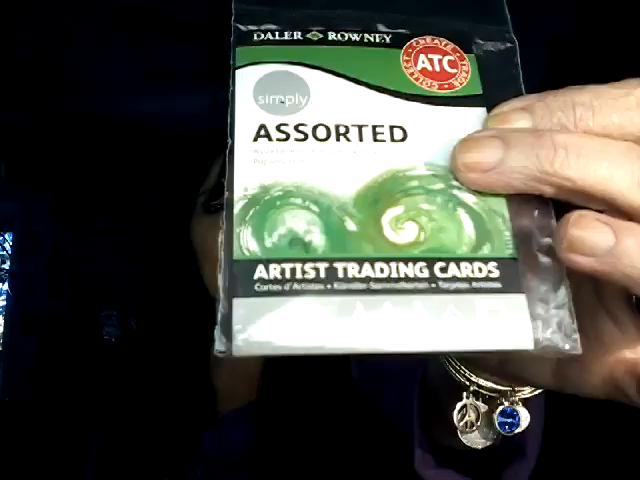 DALER ROWNEY
CREATE TRADE COLLECT
ATC
simply
ASSORTED
ARTIST TRADING CARDS
Cartes d'Artistes • Künstler-Sammelkarten • Tarjetas Artistas